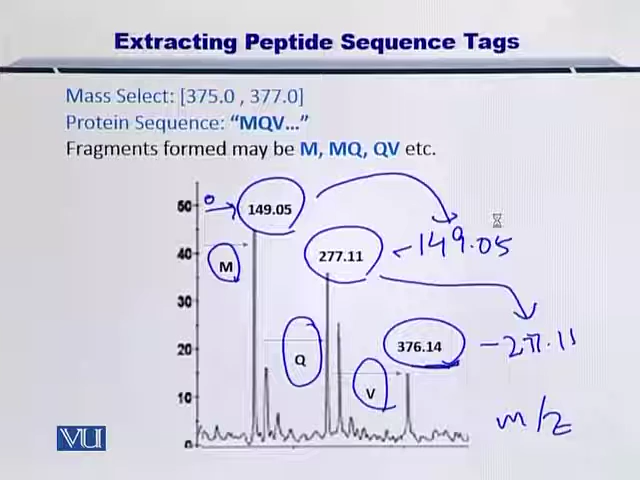 Extracting Peptide Sequence Tags
Mass Select: [375.0 , 377.0]
Protein Sequence: “MQV...”
Fragments formed may be M, MQ, QV etc.
50
0
149.05
40
277.11
-149.05
M
30
20
Q
376.14
-277.11
10
V
m/z
0
VU